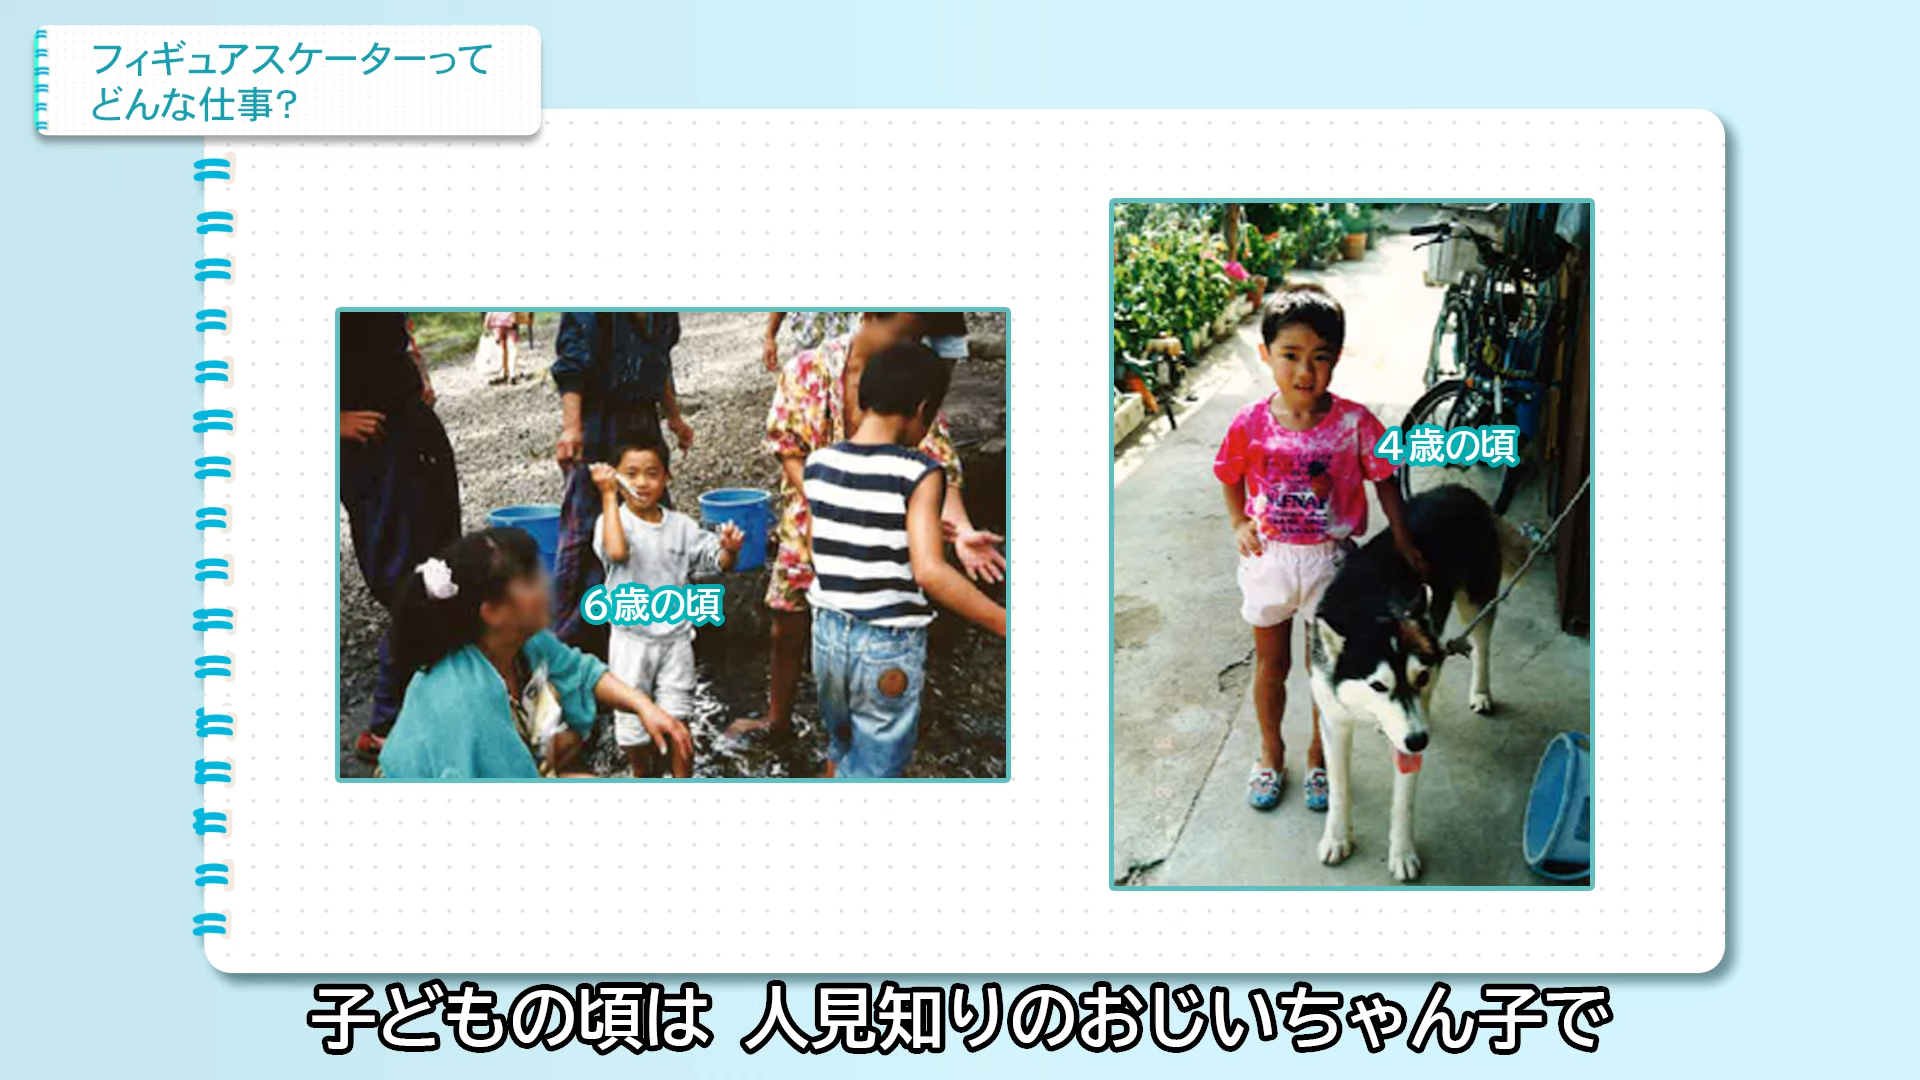 フィギュアスケーターって
どんな仕事？
6歳の頃
4歳の頃
子どもの頃は 人見知りのおじいちゃん子で